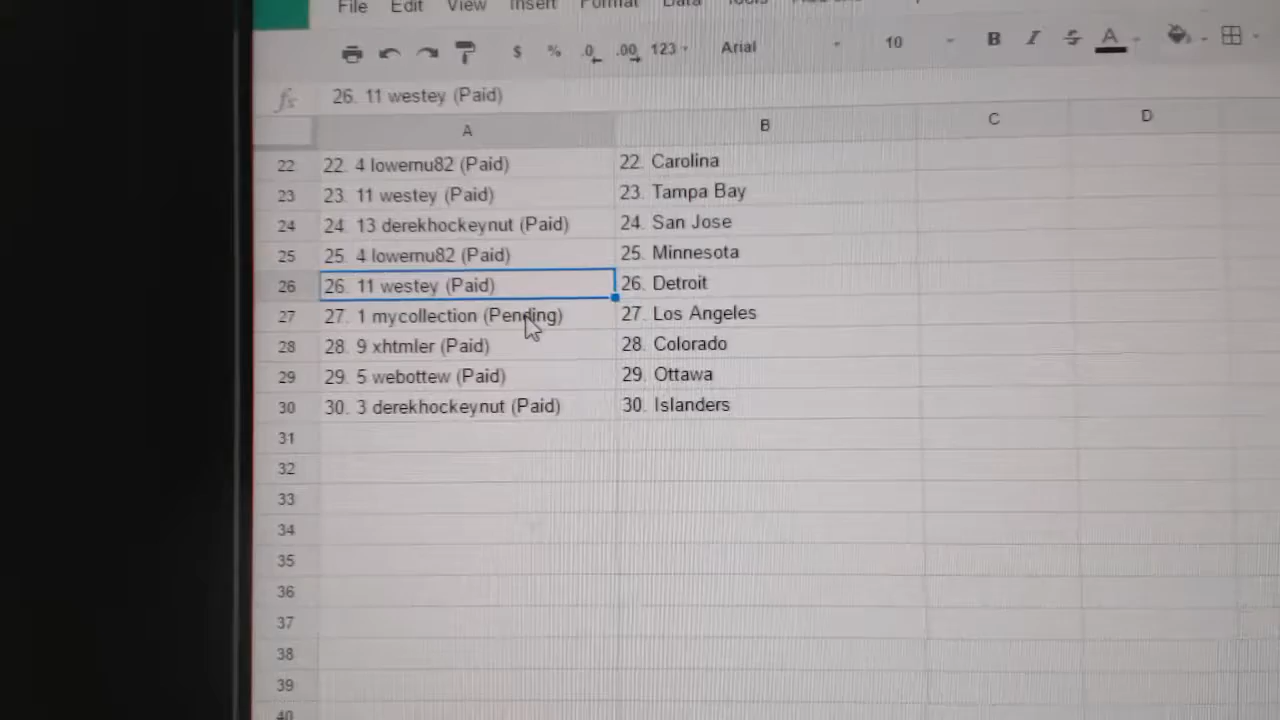 File Edit View Insert Format Data Tools
$ % .0 .00 123 Arial 10 B I S A
fx 26. 11 westey (Paid)
A B C D
22 22. 4 lowemu82 (Paid) 22. Carolina
23 23. 11 westey (Paid) 23. Tampa Bay
24 24. 13 derekhockeynut (Paid) 24. San Jose
25 25. 4 lowemu82 (Paid) 25. Minnesota
26 26. 11 westey (Paid) 26. Detroit
27 27. 1 mycollection (Pending) 27. Los Angeles
28 28. 9 xhtmler (Paid) 28. Colorado
29 29. 5 webottew (Paid) 29. Ottawa
30 30. 3 derekhockeynut (Paid) 30. Islanders
31
32
33
34
35
36
37
38
39
40